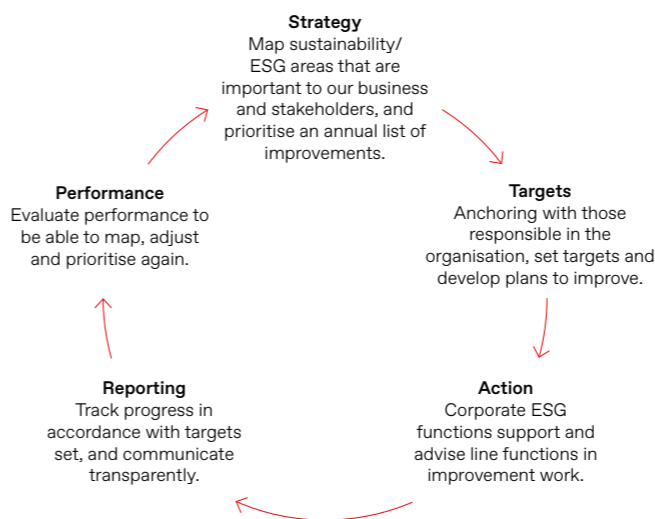 Strategy
Map sustainability/
ESG areas that are
important to our business
and stakeholders, and
prioritise an annual list of
improvements.
Targets
Anchoring with those
responsible in the
organisation, set targets and
develop plans to improve.
Action
Corporate ESG
functions support and
advise line functions in
improvement work.
Reporting
Track progress in
accordance with targets
set, and communicate
transparently.
Performance
Evaluate performance to
be able to map, adjust
and prioritise again.